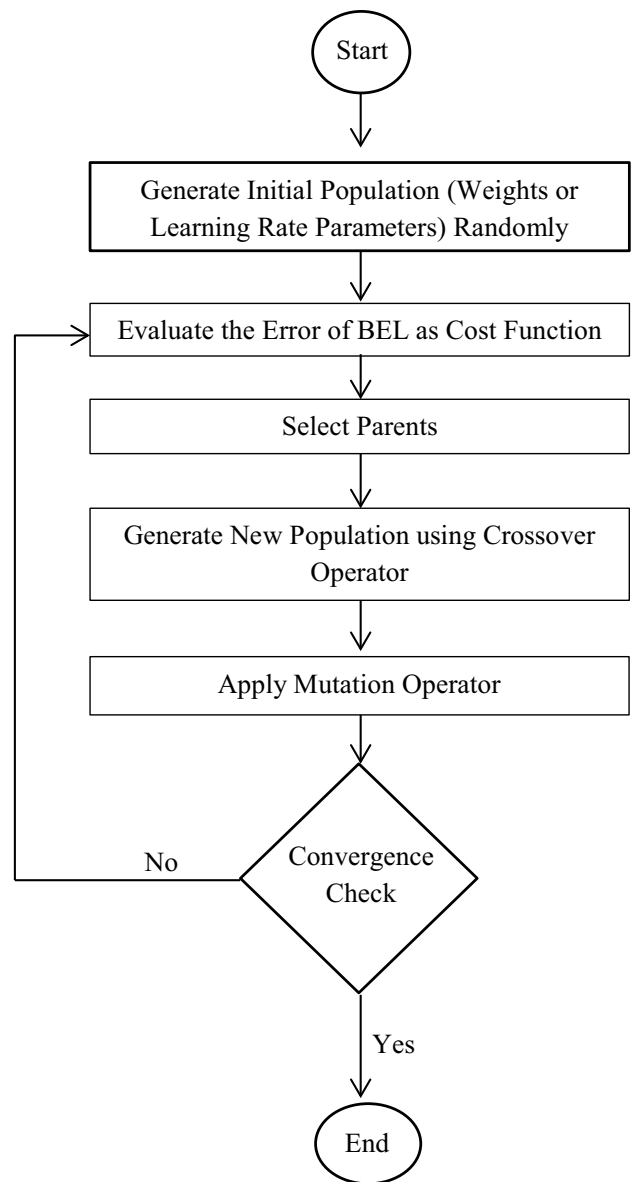 Start
Generate Initial Population (Weights or
Learning Rate Parameters) Randomly
Evaluate the Error of BEL as Cost Function
Select Parents
Generate New Population using Crossover
Operator
Apply Mutation Operator
Convergence
Check
No
Yes
End